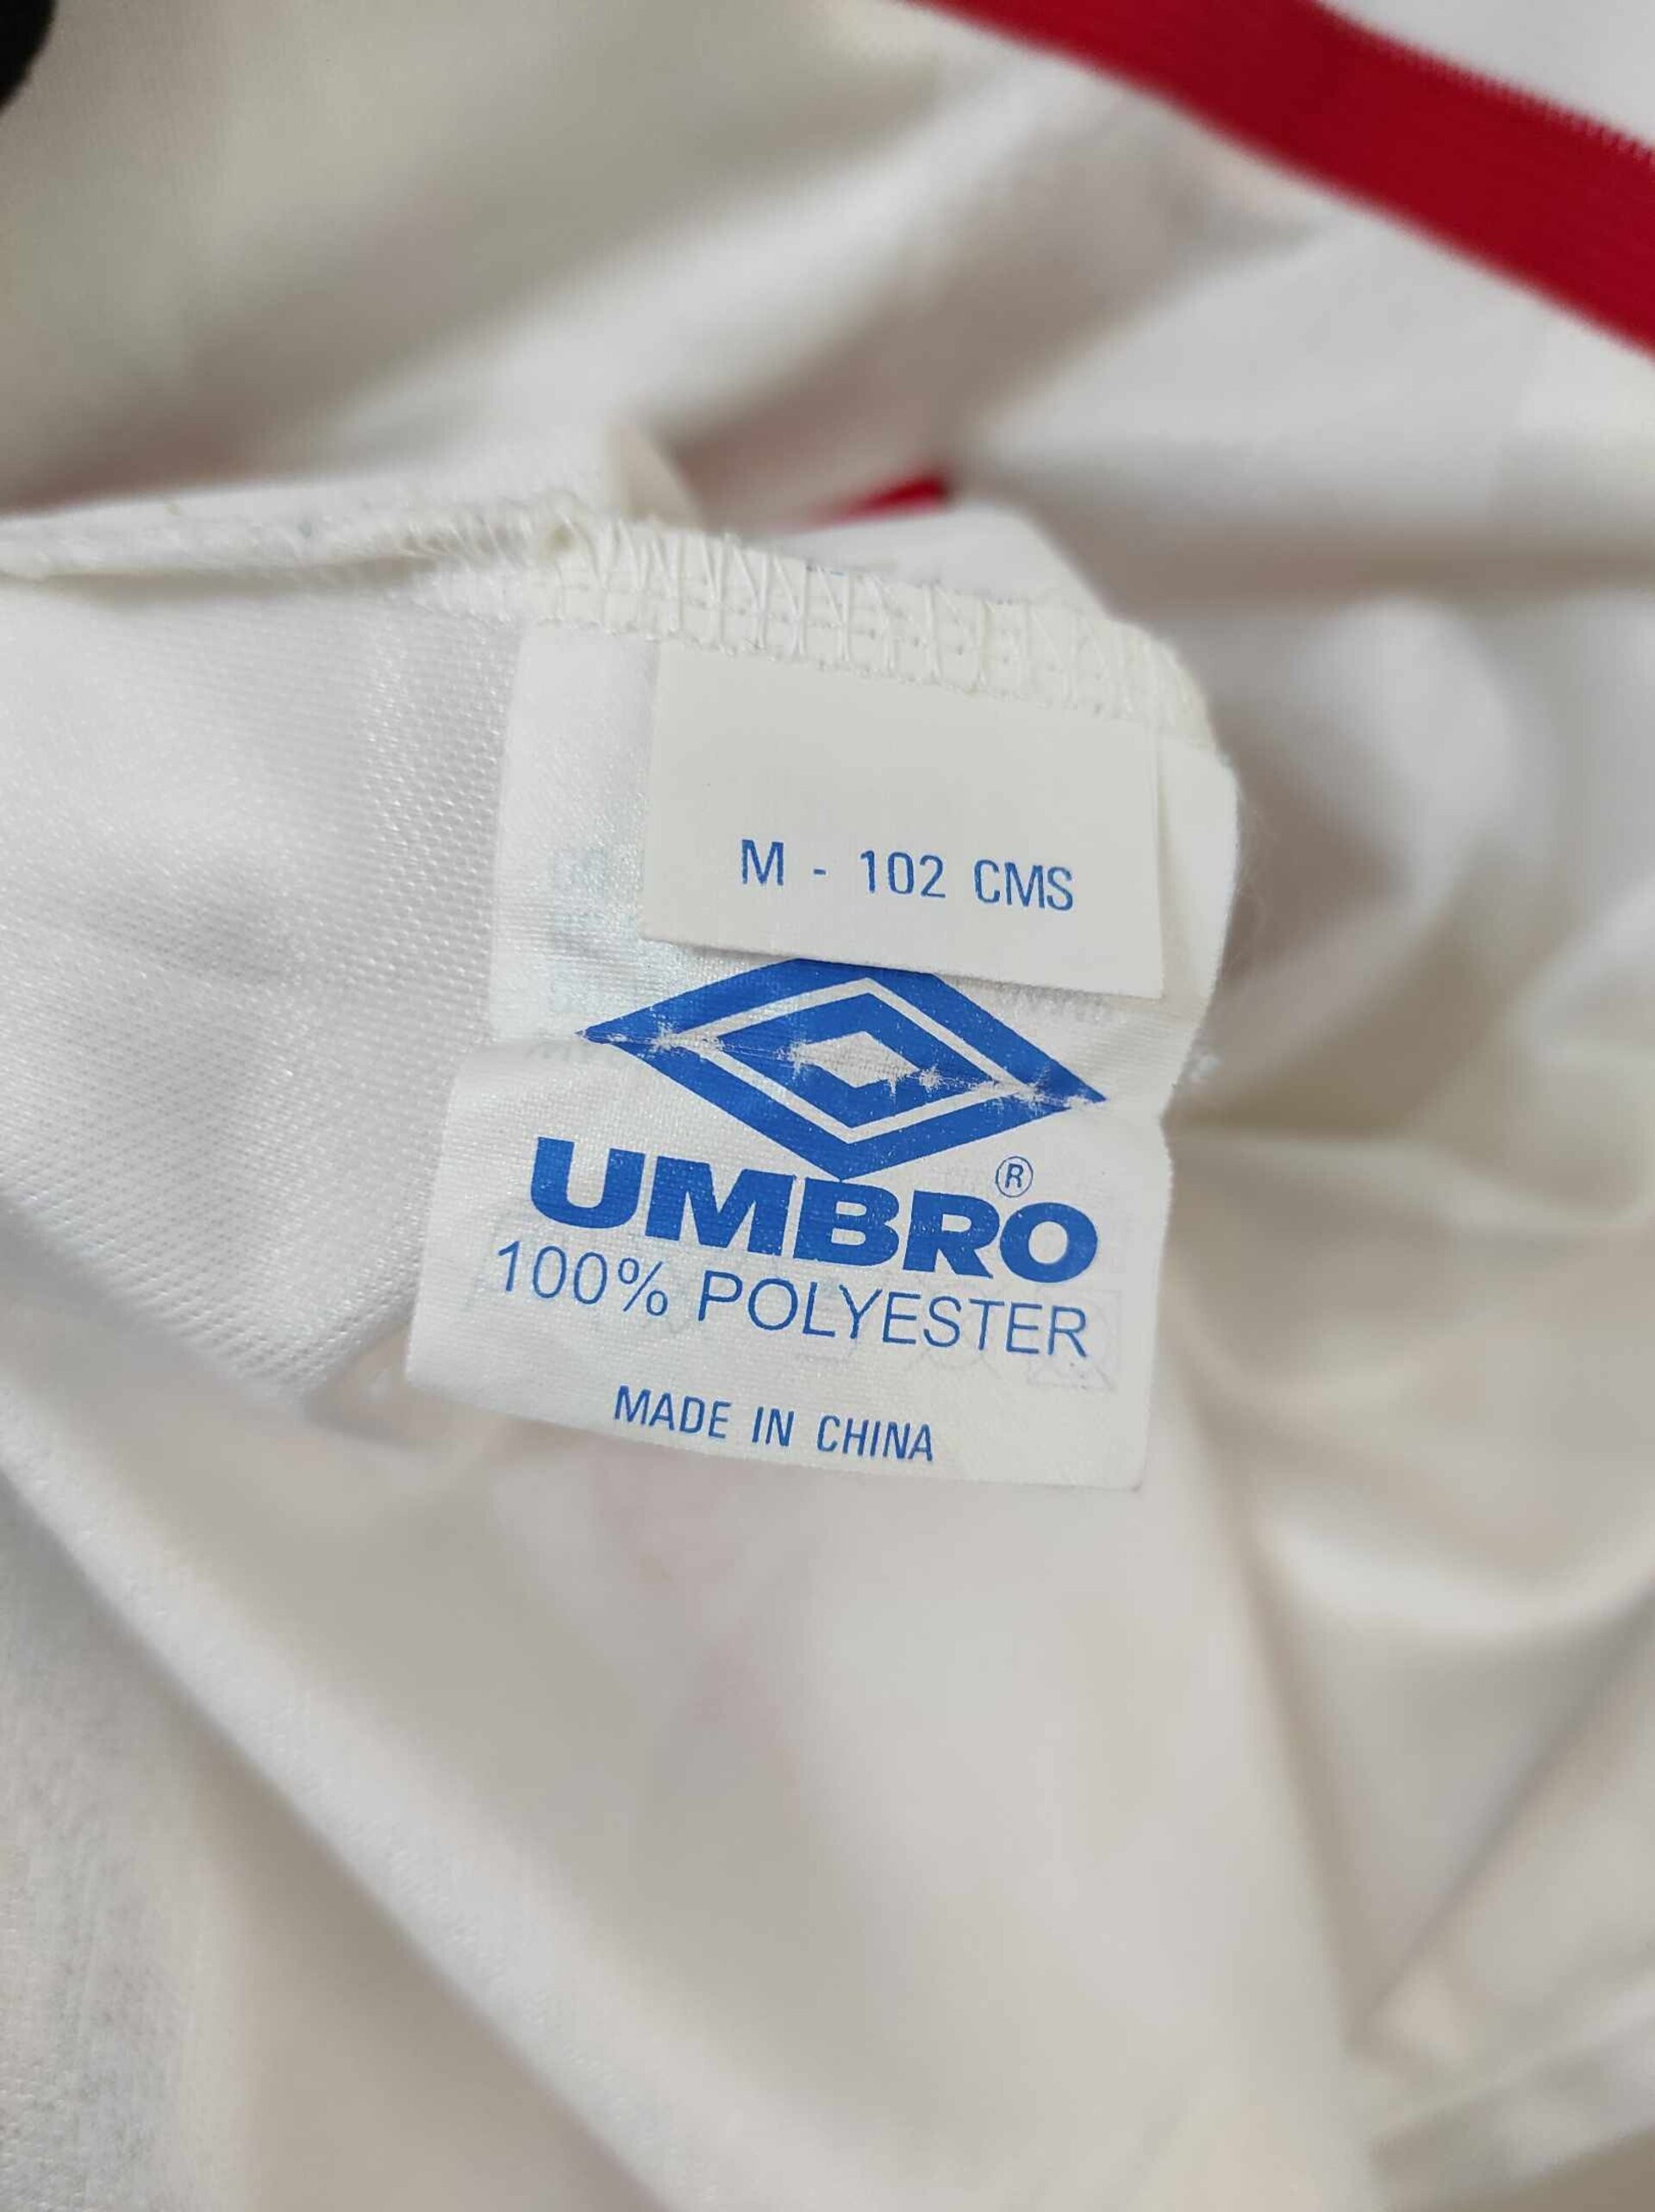 M - 102 CMS
UMBRO®
100% POLYESTER
MADE IN CHINA